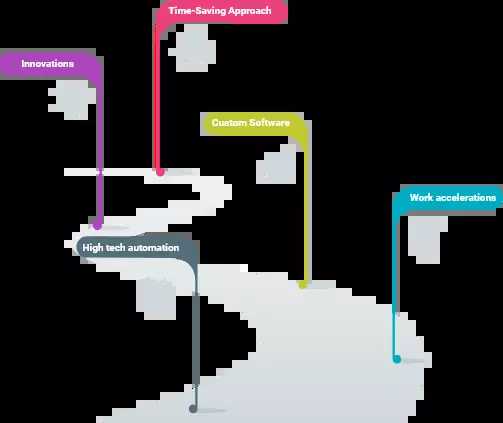 Time-Saving Approach
Innovations
Custom Software
Work accelerations
High tech automation